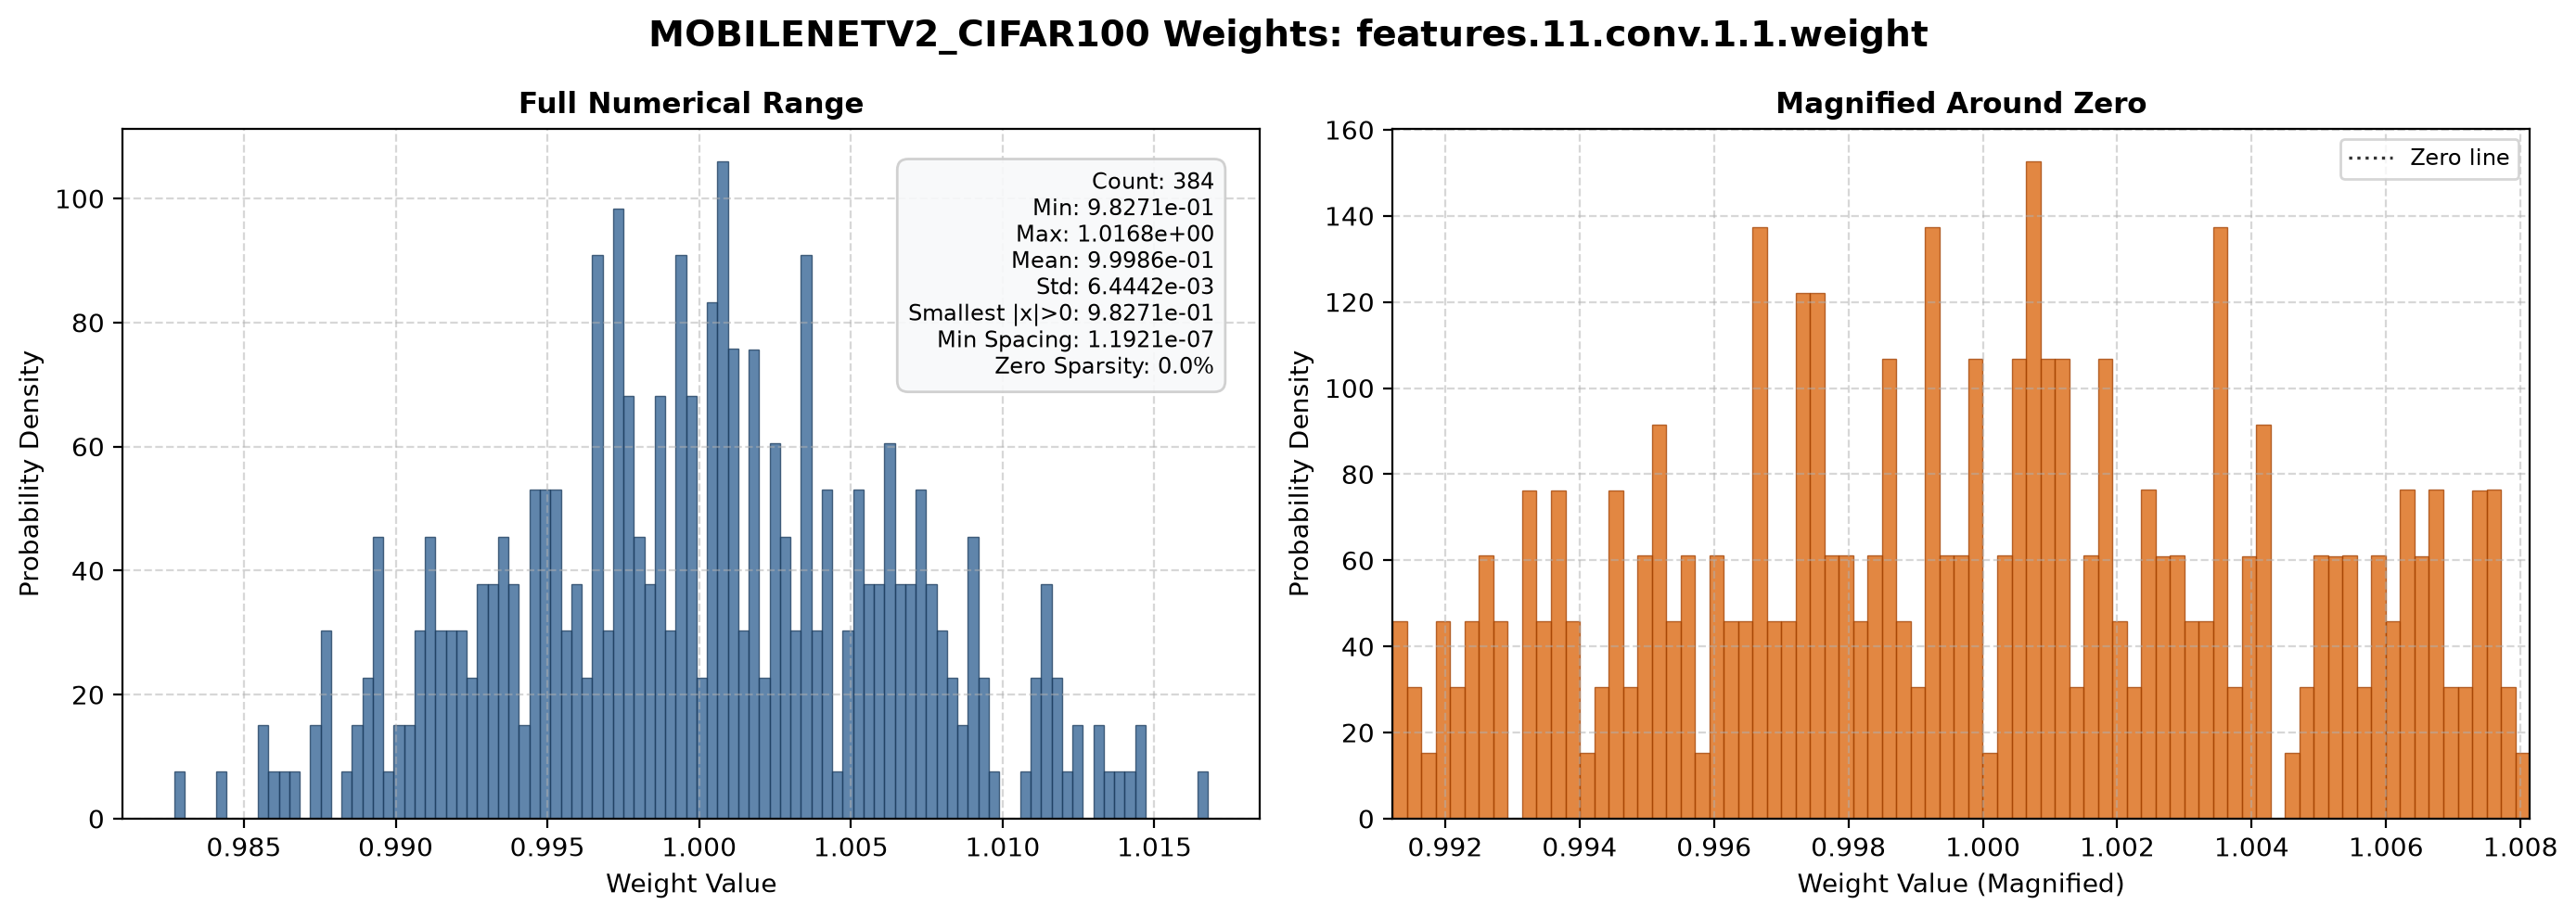 MOBILENETV2_CIFAR100 Weights: features.11.conv.1.1.weight
Full Numerical Range
Probability Density
100
80
60
40
20
0
Count: 384
Min: 9.8271e-01
Max: 1.0168e+00
Mean: 9.9986e-01
Std: 6.4442e-03
Smallest |x|>0: 9.8271e-01
Min Spacing: 1.1921e-07
Zero Sparsity: 0.0%
0.985 0.990 0.995 1.000 1.005 1.010 1.015
Weight Value
Magnified Around Zero
Probability Density
160
140
120
100
80
60
40
20
0
Zero line
0.992 0.994 0.996 0.998 1.000 1.002 1.004 1.006 1.008
Weight Value (Magnified)